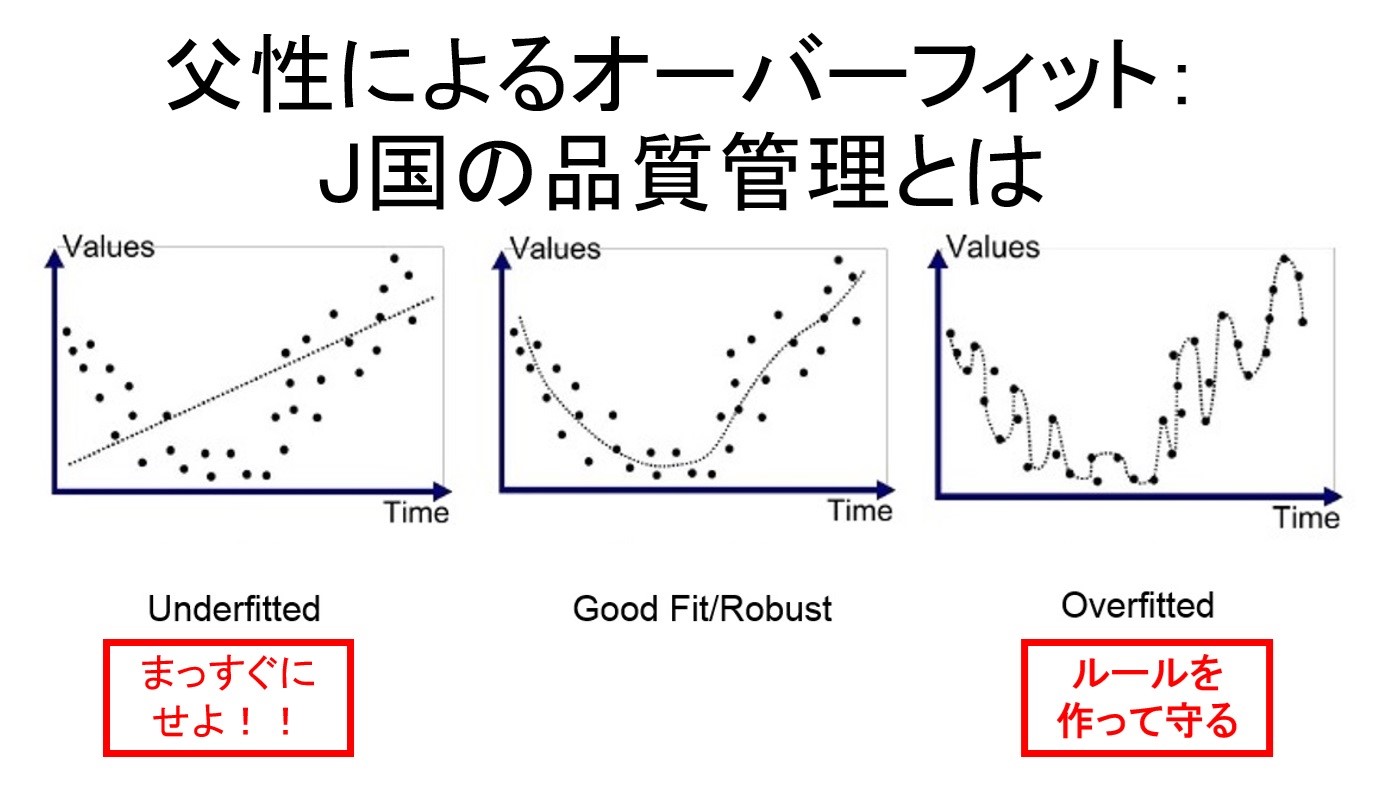 父性によるオーバーフィット：
J国の品質管理とは
Values
Time
Values
Time
Values
Time
Underfitted
Good Fit/Robust
Overfitted
まっすぐに
せよ！！
ルールを
作って守る